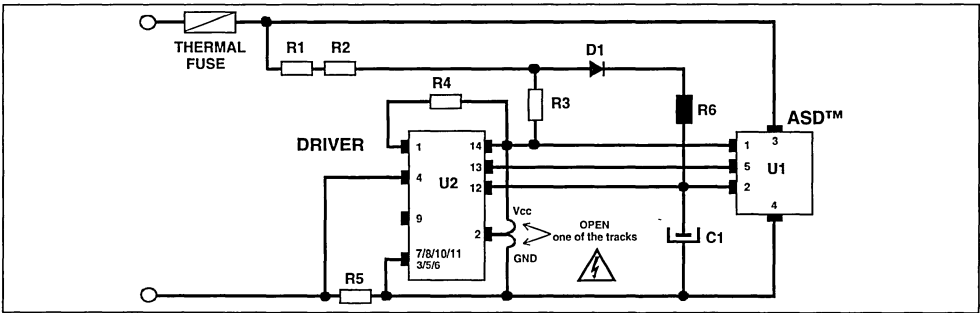 THERMAL
FUSE
R1
R2
D1
R4
R3
R6
ASD™
DRIVER
1
14
1
3
4
13
5
U1
U2
12
2
9
4
Vcc
OPEN
2
one of the tracks
C1
7/8/10/11
GND
3/5/6
R5